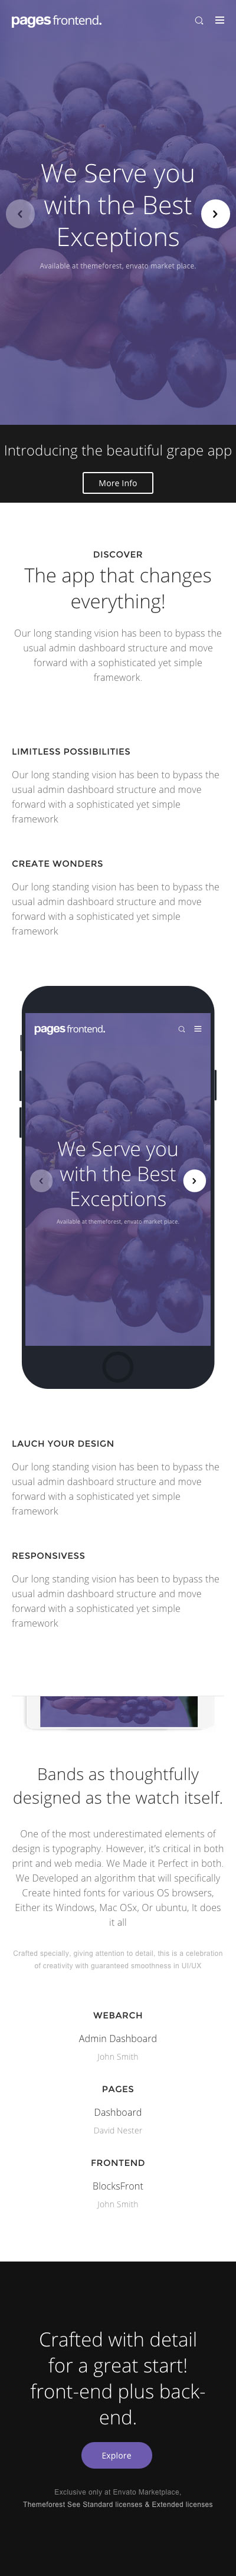 pages frontend.
We Serve you
with the Best
Exceptions
Available at themeforest, envato market place.
Introducing the beautiful grape app
More Info
DISCOVER
The app that changes
everything!
Our long standing vision has been to bypass the
usual admin dashboard structure and move
forward with a sophisticated yet simple
framework.
LIMITLESS POSSIBILITIES
Our long standing vision has been to bypass the
usual admin dashboard structure and move
forward with a sophisticated yet simple
framework
CREATE WONDERS
Our long standing vision has been to bypass the
usual admin dashboard structure and move
forward with a sophisticated yet simple
framework
pages frontend.
We Serve you
with the Best
Exceptions
Available at themeforest, envato market place.
LAUCH YOUR DESIGN
Our long standing vision has been to bypass the
usual admin dashboard structure and move
forward with a sophisticated yet simple
framework
RESPONSIVESS
Our long standing vision has been to bypass the
usual admin dashboard structure and move
forward with a sophisticated yet simple
framework
Bands as thoughtfully
designed as the watch itself.
One of the most underestimated elements of
design is typography. However, it's critical in both
print and web media. We Made it Perfect in both.
We Developed an algorithm that will specifically
Create hinted fonts for various OS browsers,
Either its Windows, Mac OSx, Or ubuntu, It does
it all
Crafted specially, giving attention to detail, this is a celebration
of creativity with guaranteed smoothness in UI/UX
WEBARCH
Admin Dashboard
John Smith
PAGES
Dashboard
David Nester
FRONTEND
BlocksFront
John Smith
Crafted with detail
for a great start!
front-end plus back-
end.
Explore
Exclusive only at Envato Marketplace,
Themeforest See Standard licenses & Extended licenses